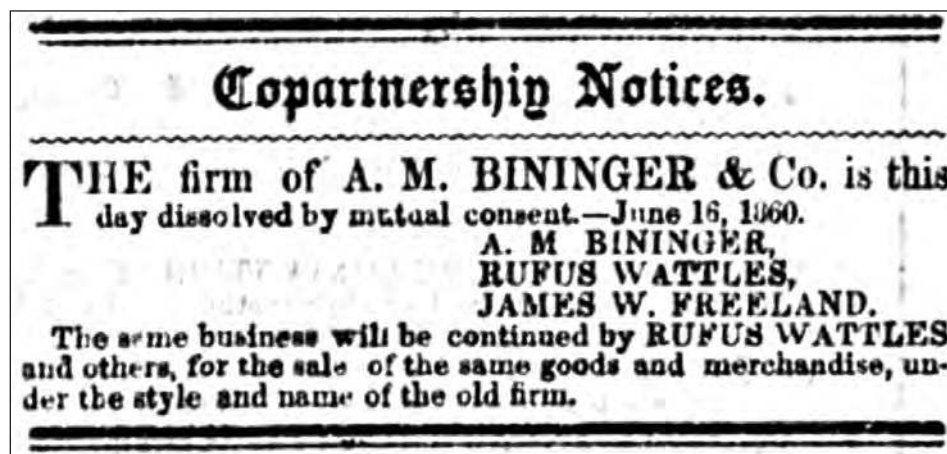 Copartnership Notices.
THE firm of A. M. BININGER & Co. is this
day dissolved by mutual consent.—June 16, 1860.
A. M BININGER,
RUFUS WATTLES,
JAMES W. FREELAND.
The same business will be continued by RUFUS WATTLES
and others, for the sale of the same goods and merchandise, un-
der the style and name of the old firm.